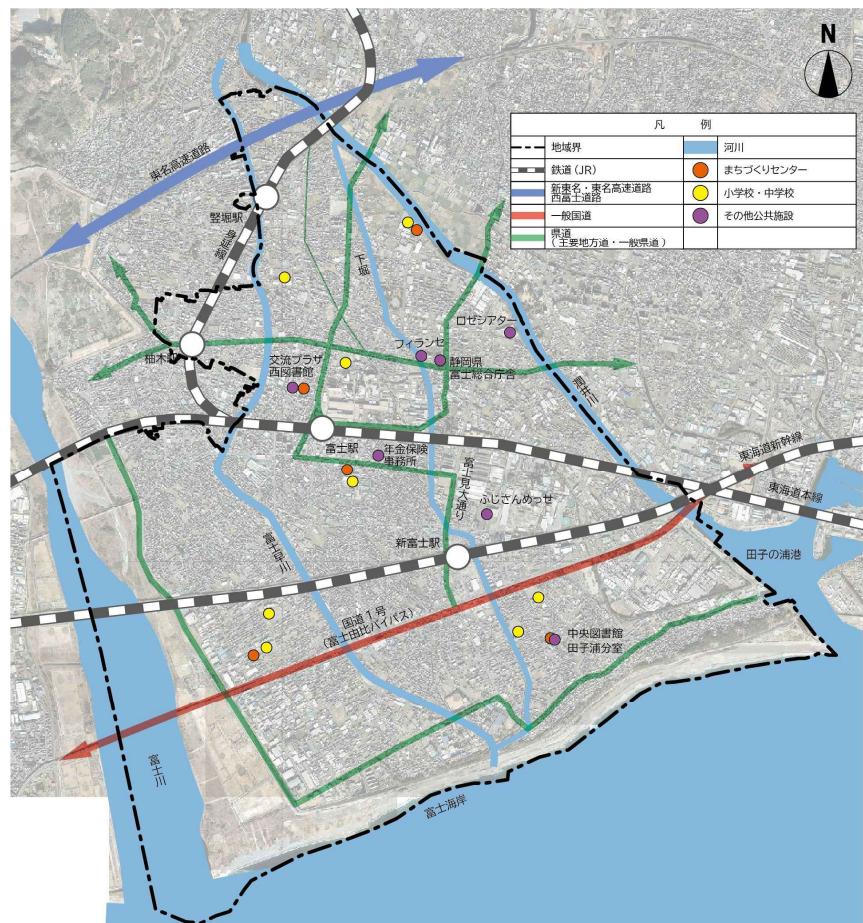 N
凡 例
地域界
河川
鉄道（JR）
まちづくりセンター
新東名・東名高速道路
西富士道路
小学校・中学校
一般国道
その他公共施設
県道
（主要地方道・一般県道）
東名高速道路
竪堀駅
身延線
下堀
ロゼシアター
フィランセ
静岡県
富士総合庁舎
柚木駅
交流プラザ
西図書館
潤井川
富士駅
年金保険
事務所
富士見大通り
東海道新幹線
東海道本線
ふじさんめっせ
新富士駅
田子の浦港
富士早川
国道1号
（富士由比バイパス）
中央図書館
田子浦分室
富士川
富士海岸